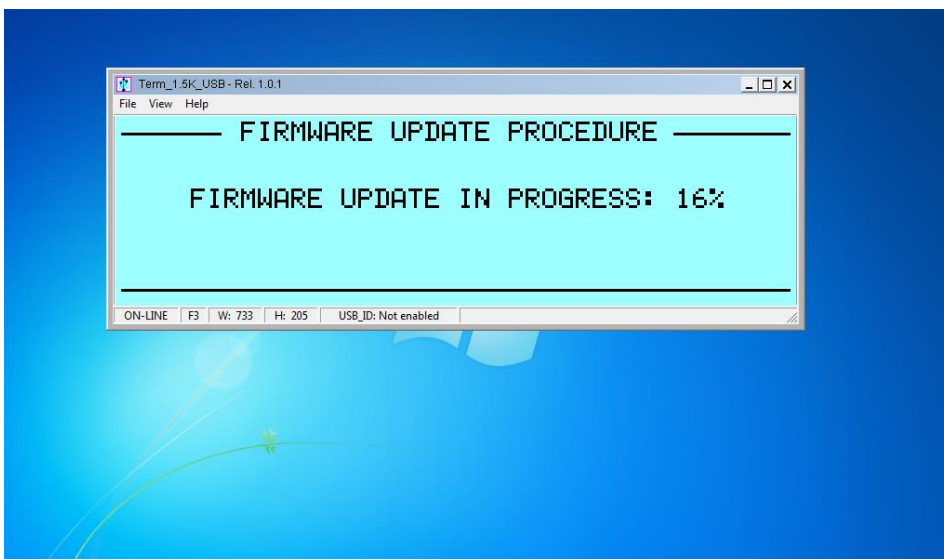 Term_1.5K_USB - Rel. 1.0.1
File View Help
FIRMWARE UPDATE PROCEDURE
FIRMWARE UPDATE IN PROGRESS: 16%
ON-LINE F3 W: 733 H: 205 USB_ID: Not enabled